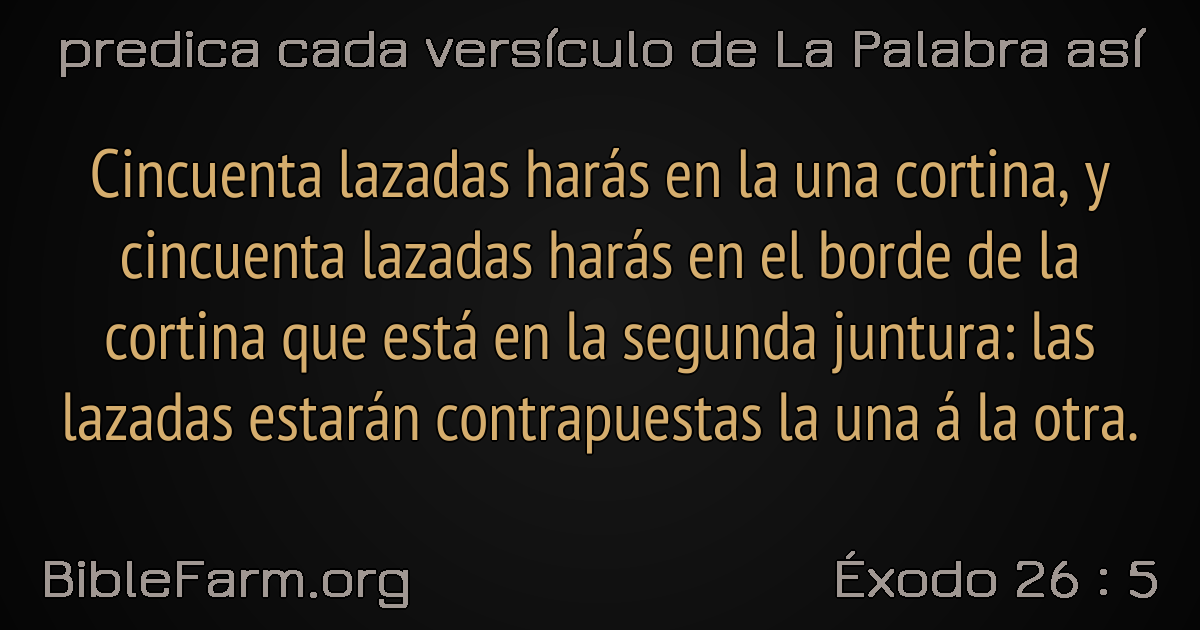 predica cada versículo de La Palabra así
Cincuenta lazadas harás en la una cortina, y
cincuenta lazadas harás en el borde de la
cortina que está en la segunda juntura: las
lazadas estarán contrapuestas la una á la otra.
BibleFarm.org
Éxodo 26 : 5